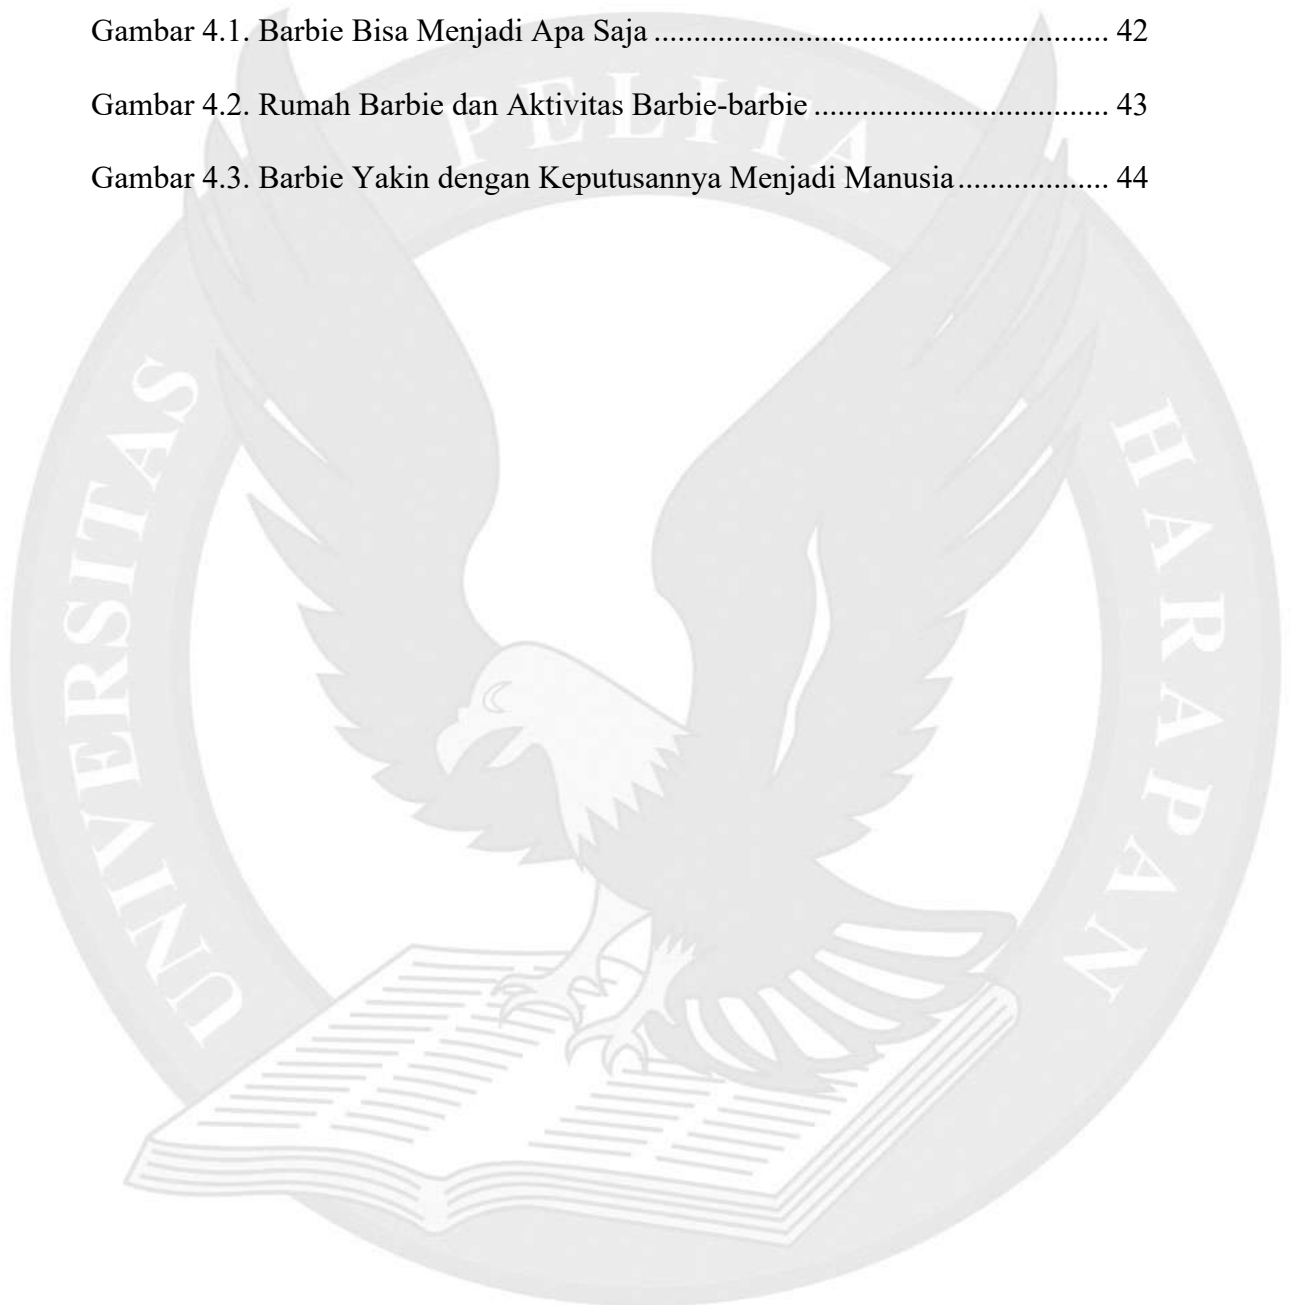 Gambar 4.1. Barbie Bisa Menjadi Apa Saja ....................................................... 42
Gambar 4.2. Rumah Barbie dan Aktivitas Barbie-barbie .................................... 43
Gambar 4.3. Barbie Yakin dengan Keputusannya Menjadi Manusia .................. 44
UNIVERSITAS PELITA HARAPAN